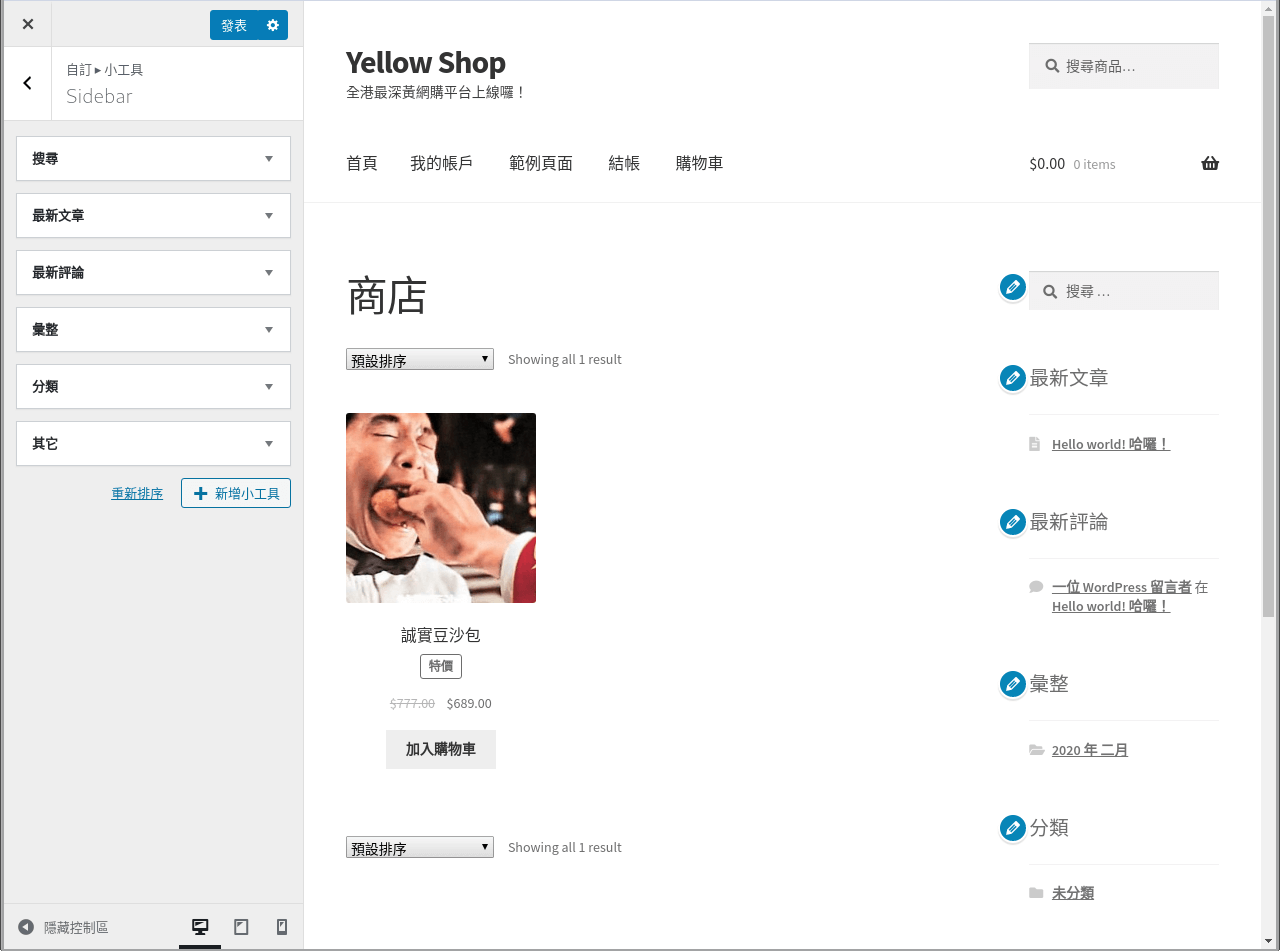 發表
自訂 ▸ 小工具
Sidebar
搜尋
最新文章
最新評論
彙整
分類
其它
重新排序
新增小工具
隱藏控制區
Yellow Shop
全港最深黃網購平台上線囉！
搜尋商品…
首頁 我的帳戶 範例頁面 結帳 購物車
$0.00 0 items
商店
預設排序 Showing all 1 result
誠實豆沙包
特價
$777.00 $689.00
加入購物車
預設排序 Showing all 1 result
搜尋 …
最新文章
Hello world! 哈囉！
最新評論
一位 WordPress 留言者 在
Hello world! 哈囉！
彙整
2020 年 二月
分類
未分類